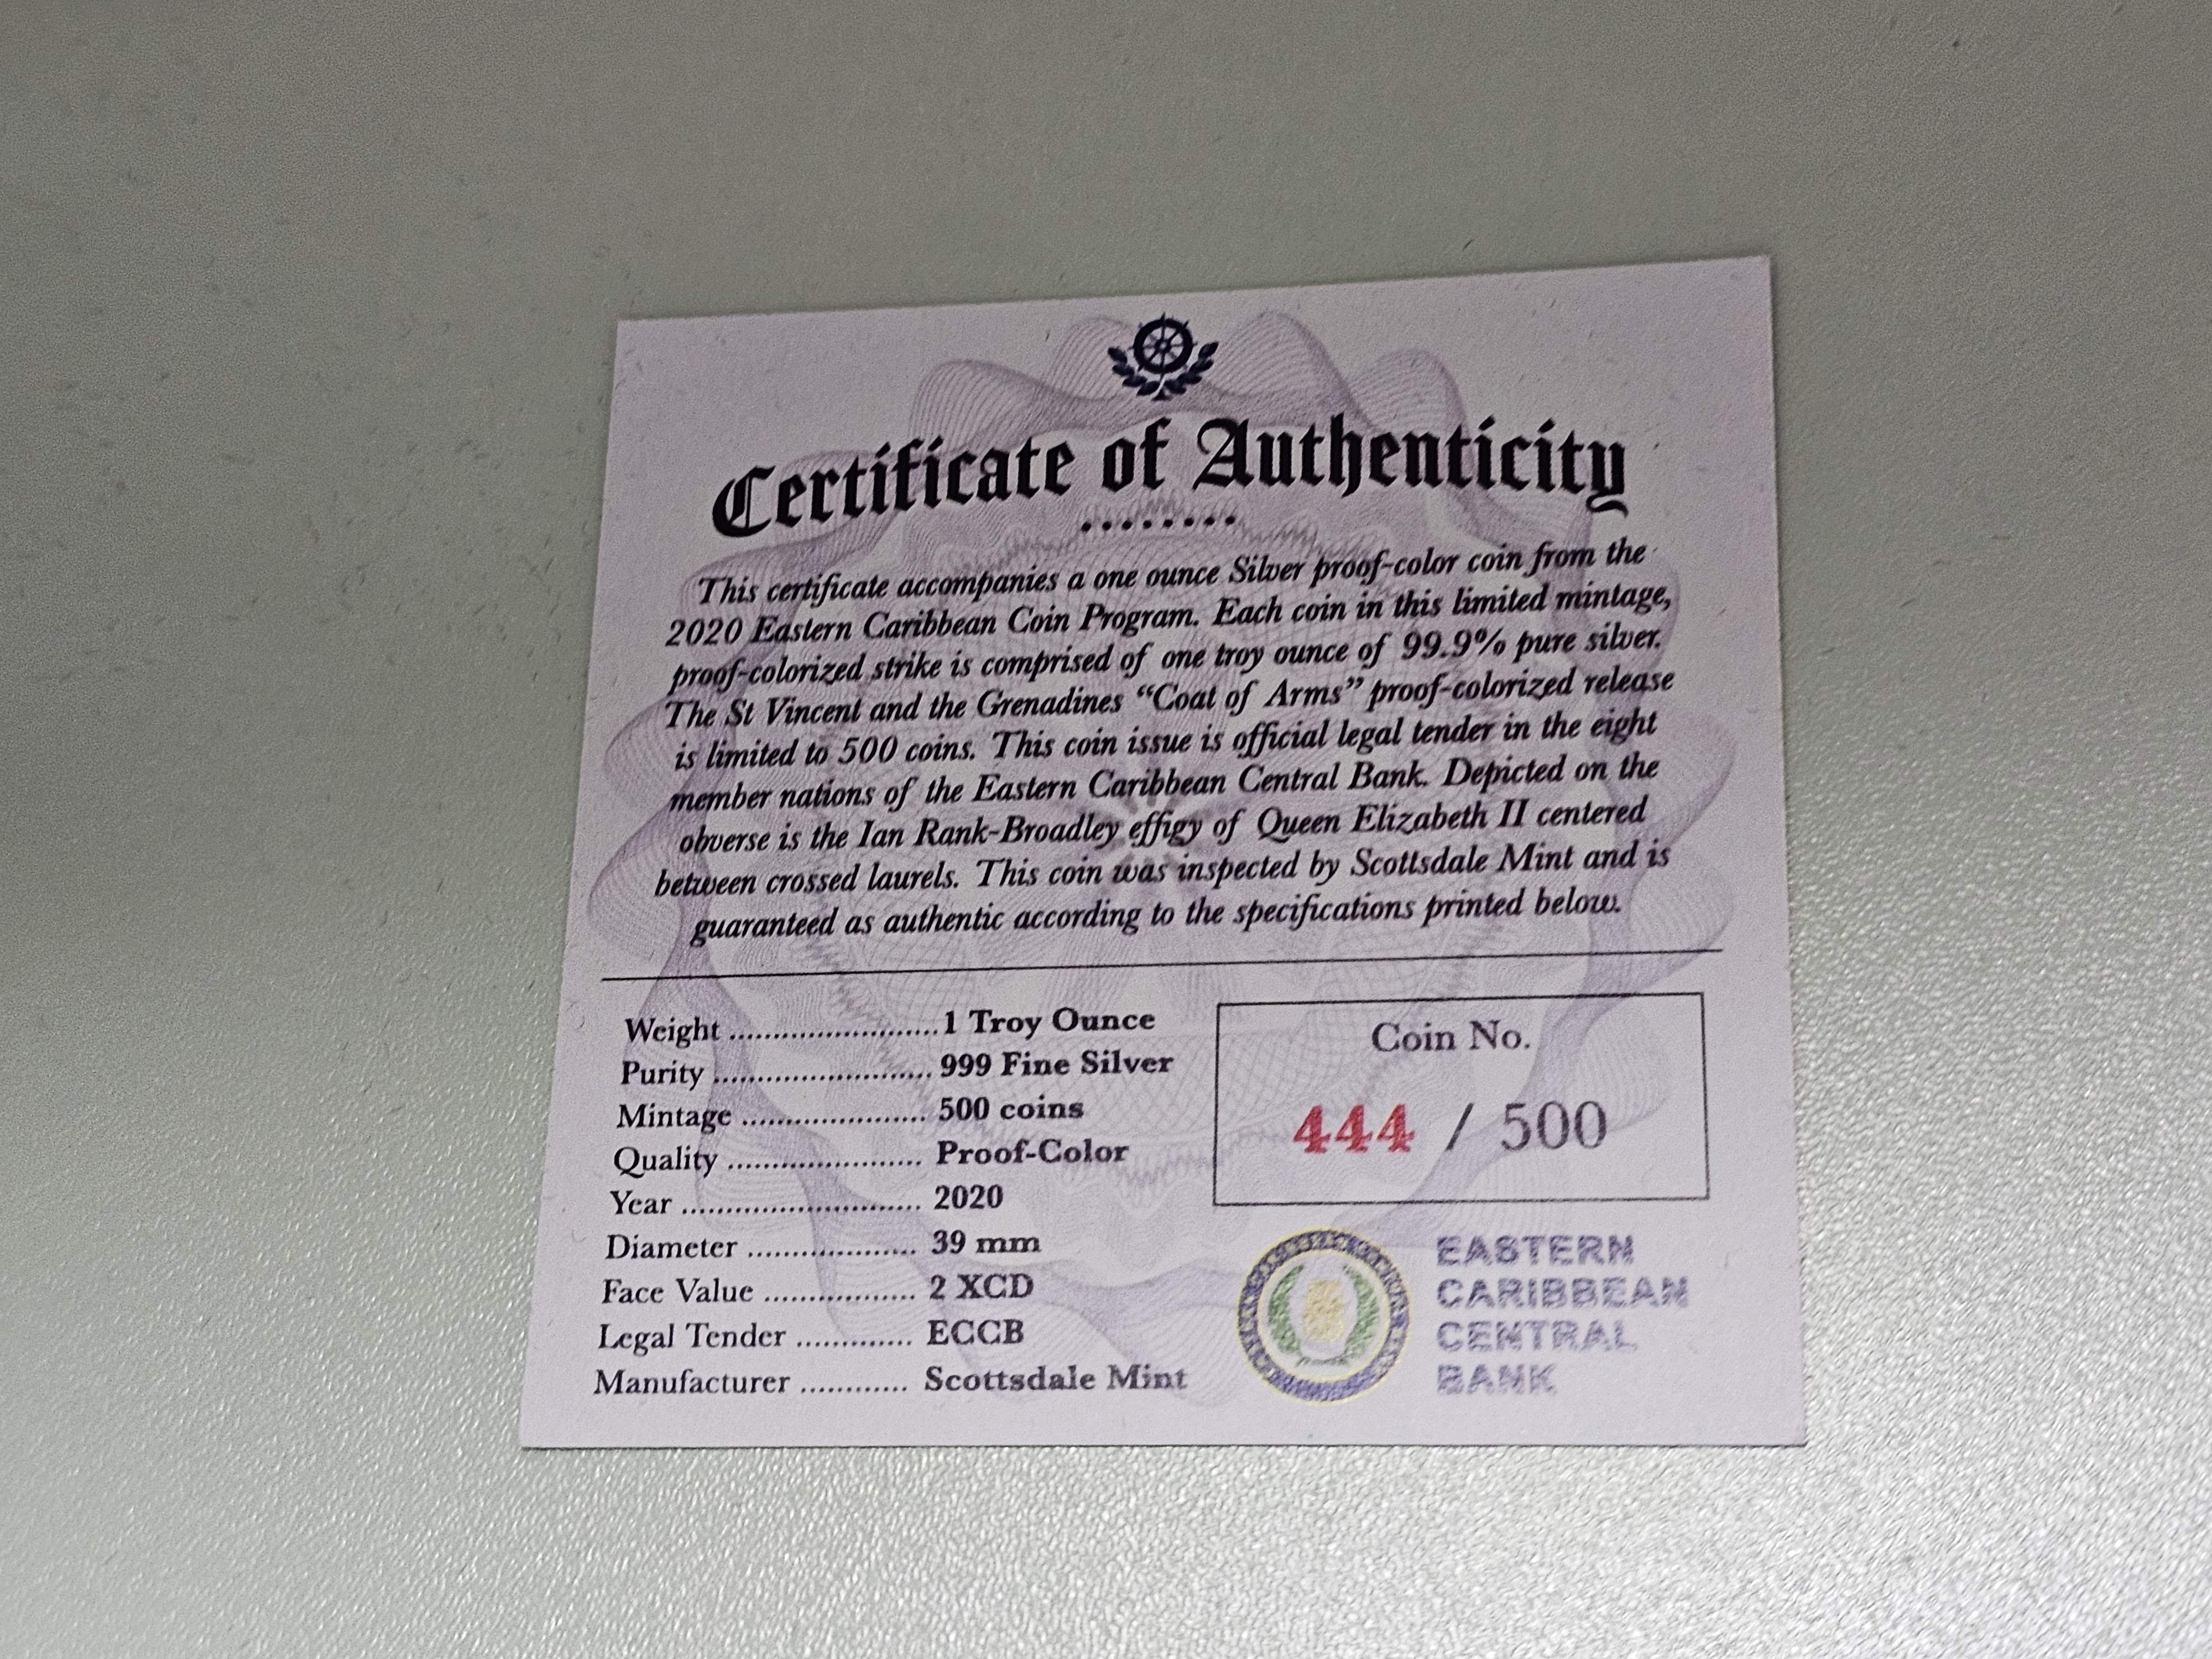 Certificate of Authenticity
This certificate accompanies a one ounce Silver proof-color coin from the
2020 Eastern Caribbean Coin Program. Each coin in this limited mintage,
proof-colorized strike is comprised of one troy ounce of 99.9% pure silver.
The St Vincent and the Grenadines “Coat of Arms” proof-colorized release
is limited to 500 coins. This coin issue is official legal tender in the eight
member nations of the Eastern Caribbean Central Bank. Depicted on the
obverse is the Ian Rank-Broadley effigy of Queen Elizabeth II centered
between crossed laurels. This coin was inspected by Scottsdale Mint and is
guaranteed as authentic according to the specifications printed below.
Weight ........................ 1 Troy Ounce
Purity ......................... 999 Fine Silver
Mintage ..................... 500 coins
Quality ...................... Proof-Color
Year ........................... 2020
Diameter ................... 39 mm
Face Value ................. 2 XCD
Legal Tender ............. ECCB
Manufacturer ............ Scottsdale Mint
Coin No.
444 / 500
EASTERN
CARIBBEAN
CENTRAL
BANK